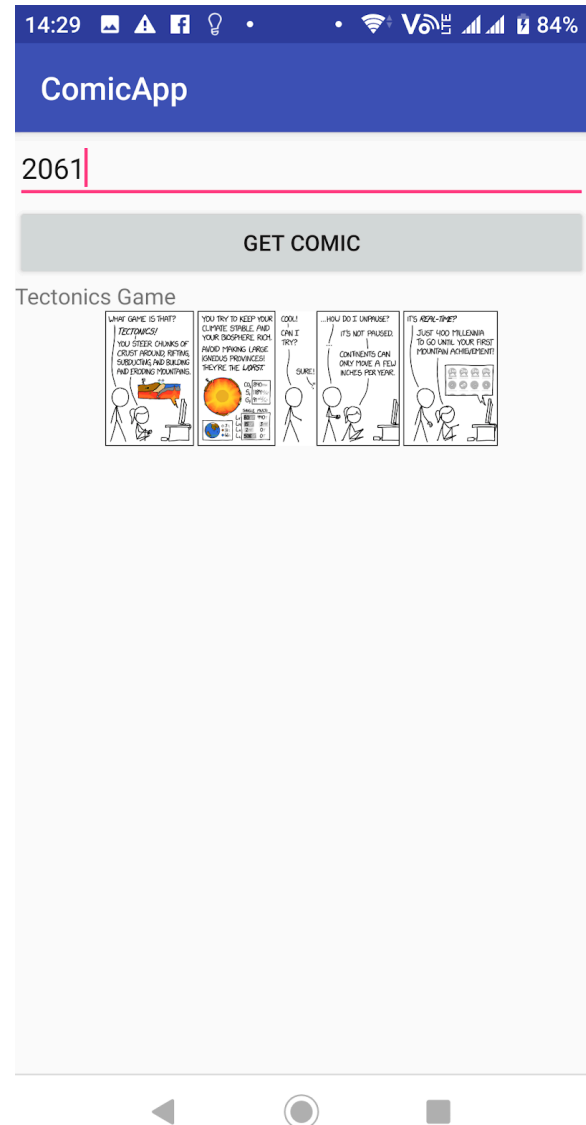 14:29
VoLTE
84%
ComicApp
2061
GET COMIC
Tectonics Game
WHAT GAME IS THAT?
TECTONICS!
YOU STEER CHUNKS OF
CRUST AROUND, RIFTING,
SUBDUCTING, AND BUILDING
AND ERODING MOUNTAINS.
YOU TRY TO KEEP YOUR
CLIMATE STABLE AND
YOUR BIOSPHERE RICH.
AVOID MAKING LARGE
IGNEOUS PROVINCES!
THEY'RE THE WORST.
COOL!
CAN I
TRY?
SURE!
...HOW DO I UNPAUSE?
IT'S NOT PAUSED.
CONTINENTS CAN
ONLY MOVE A FEW
INCHES PER YEAR.
IT'S REAL-TIME?
JUST 400 MILLENNIA
TO GO UNTIL YOUR FIRST
MOUNTAIN ACHIEVEMENT!